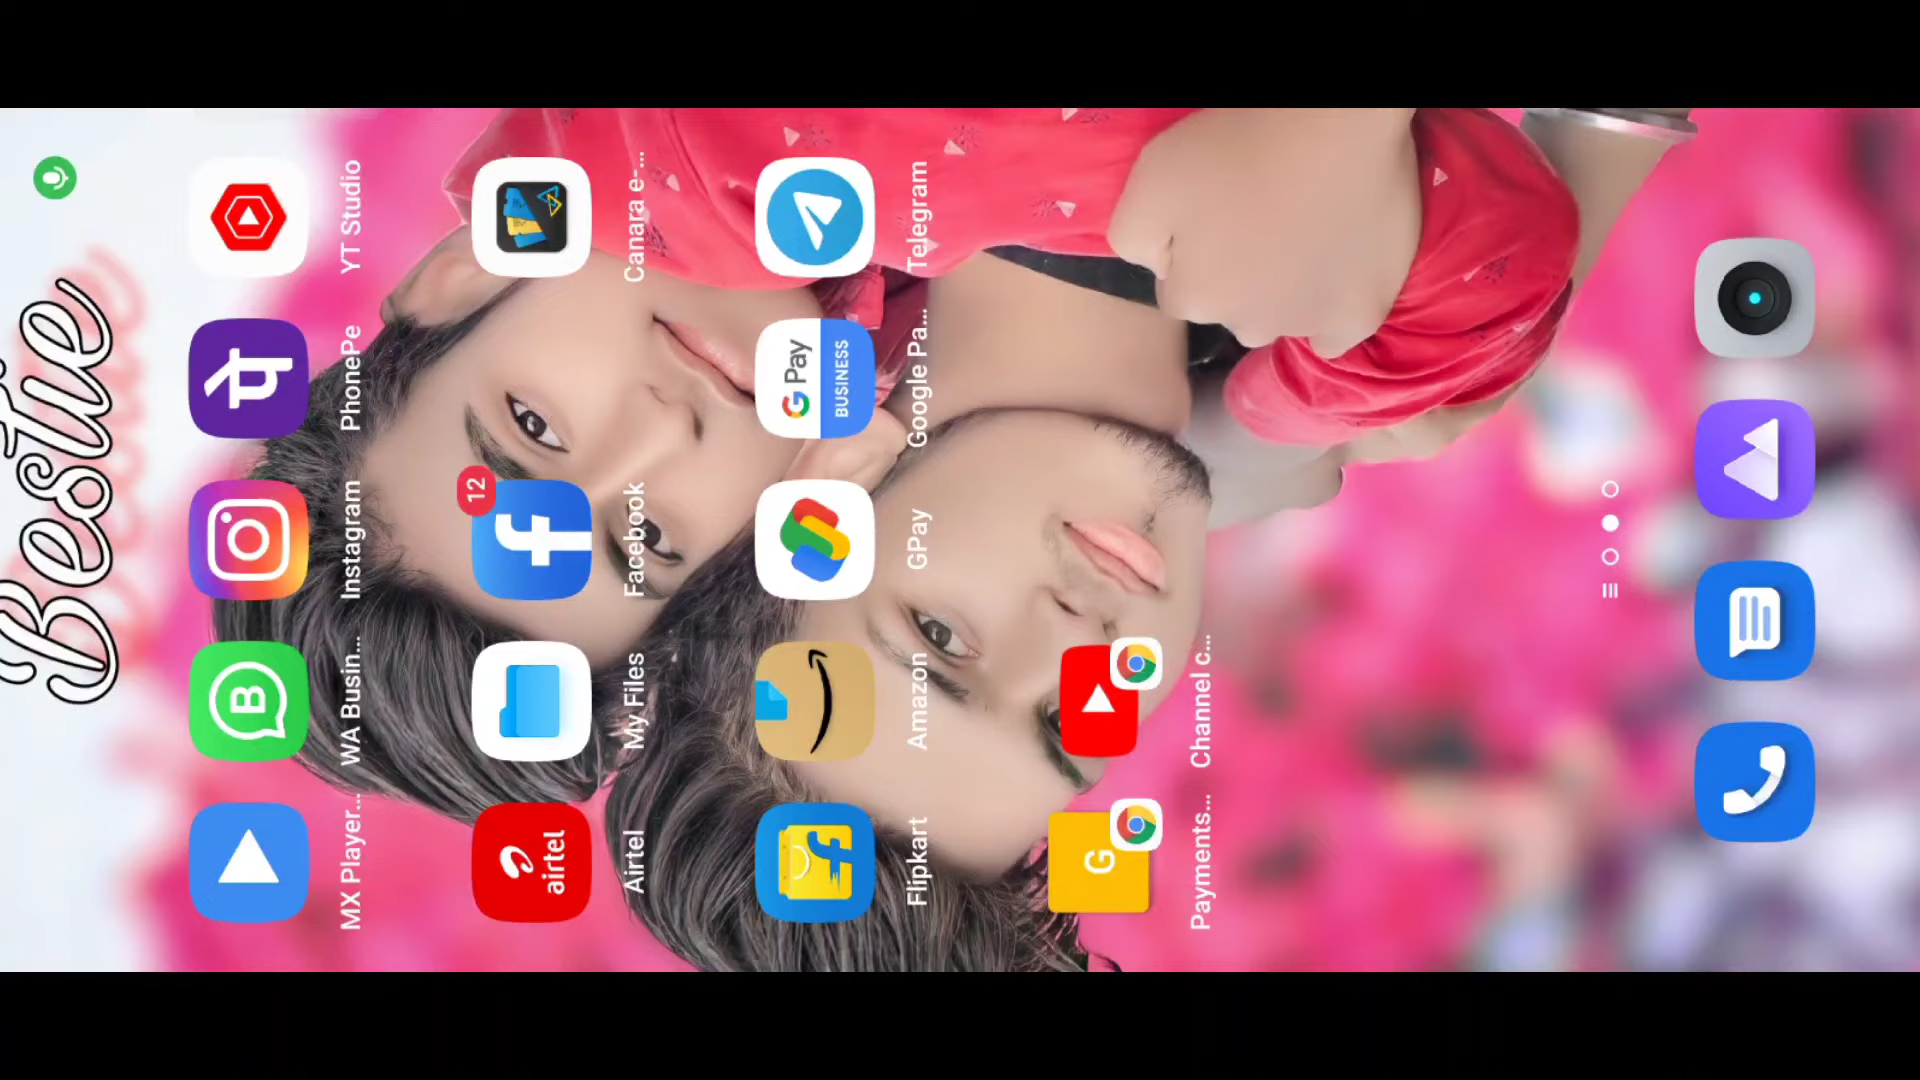 Bestie
B
MX Player... WA Busin... Instagram PhonePe YT Studio
airtel 12
Airtel My Files Facebook Canara e-...
G Pay
BUSINESS
Flipkart Amazon GPay Google Pa... Telegram
G
Payments... Channel c...